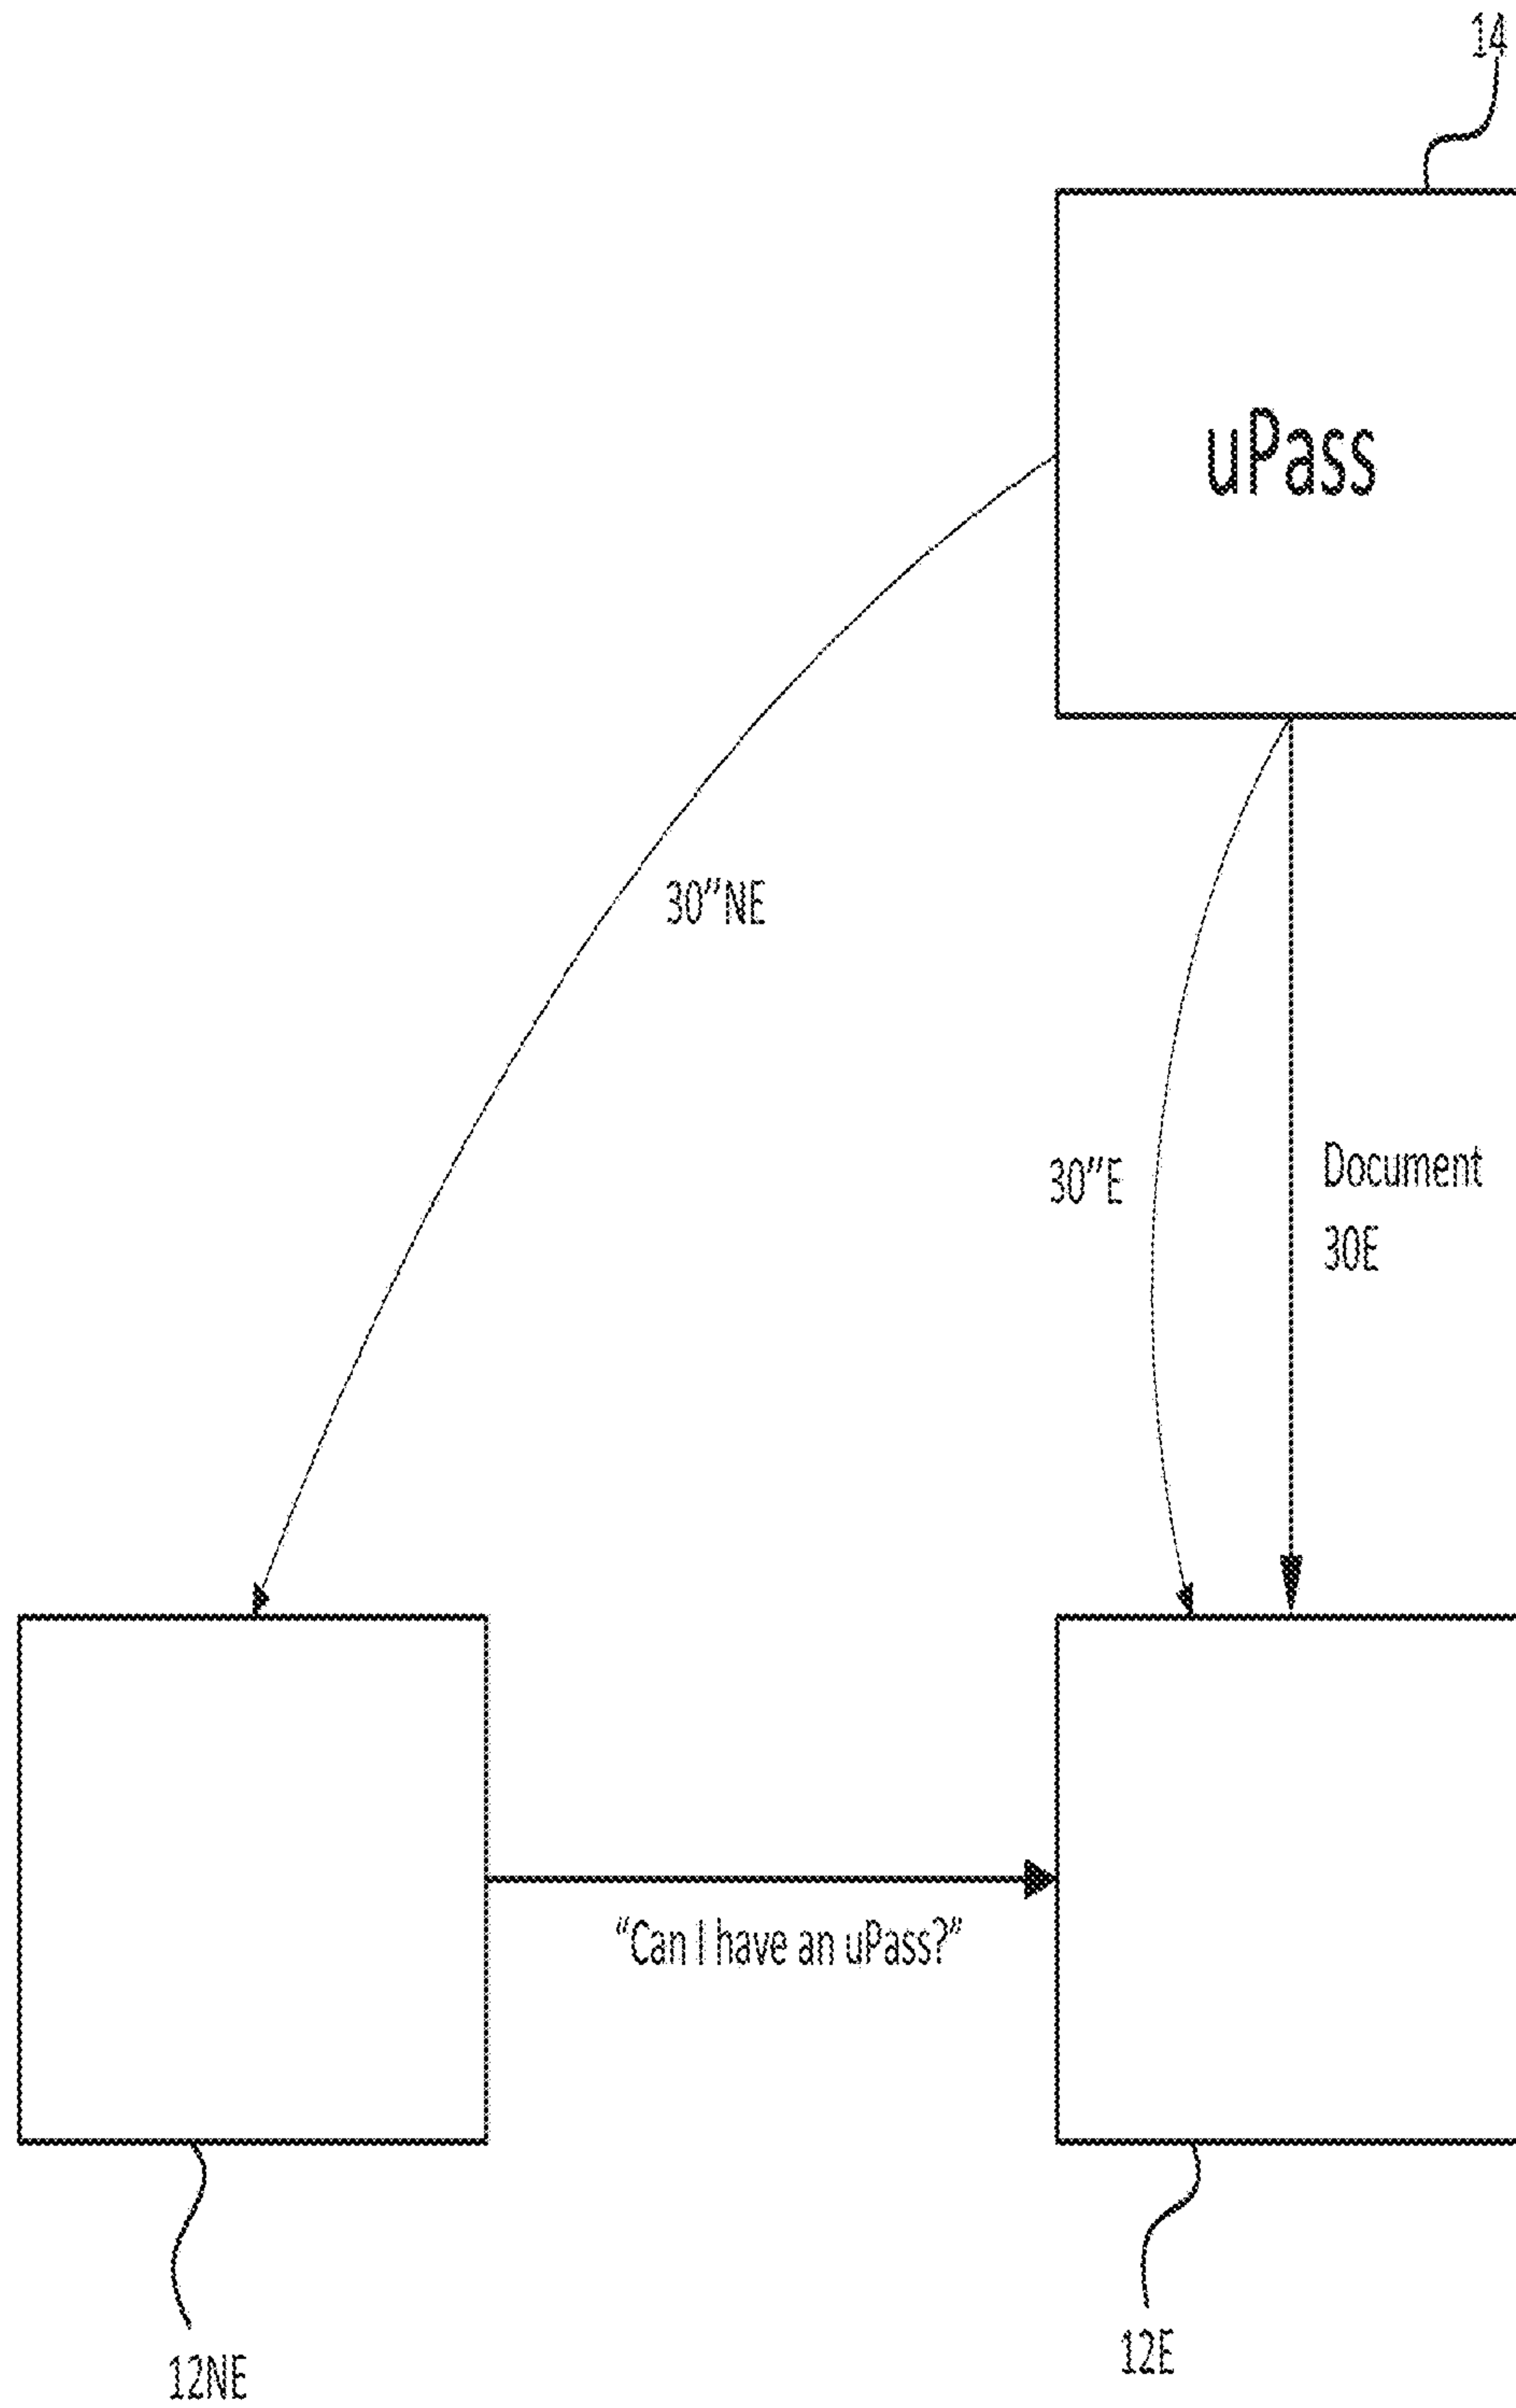 14
uPass
30"NE
30"E
Document
30E
"Can I have an uPass?"
12NE
12E